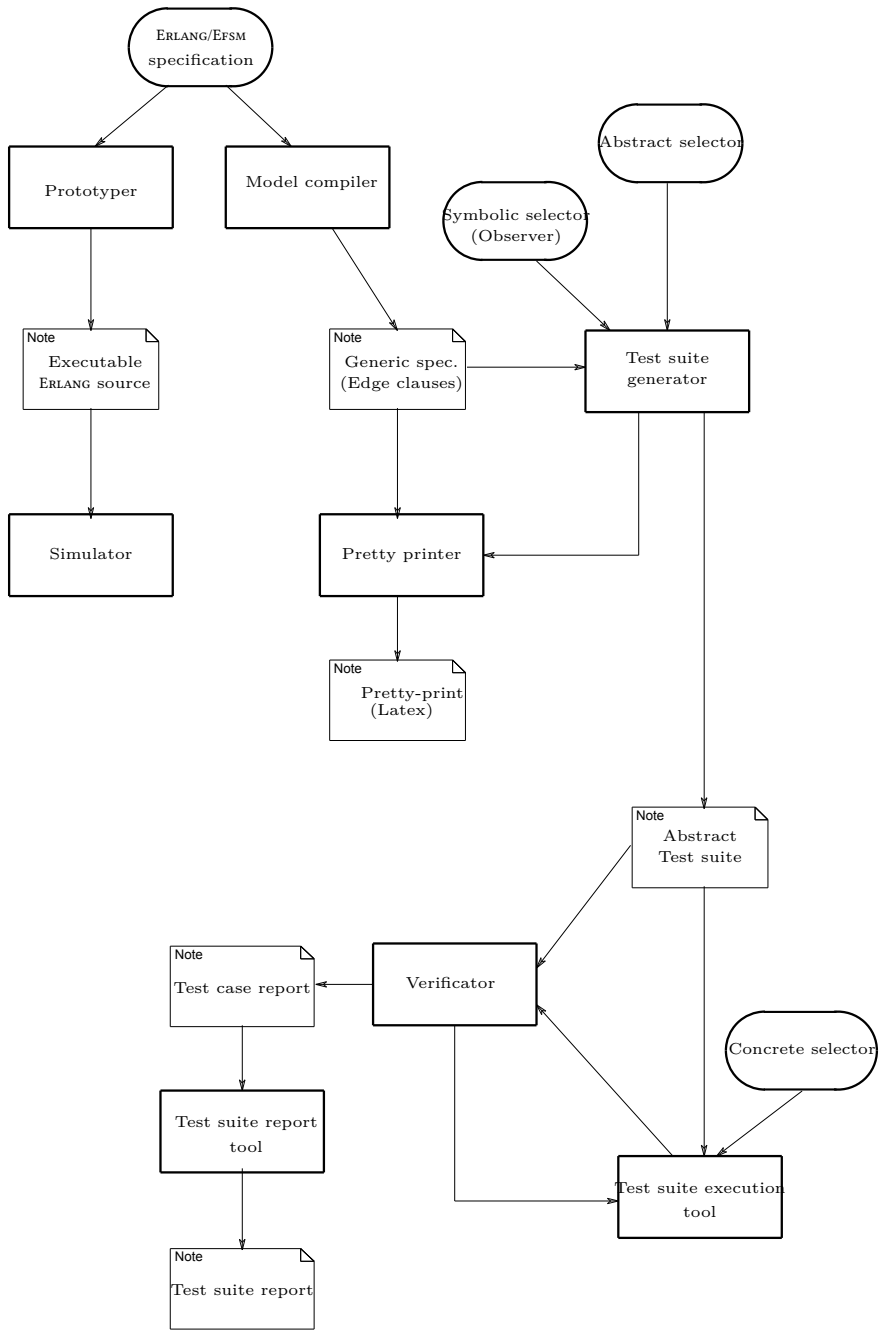 ERLANG/EFSM
specification
Abstract selector
Prototyper
Model compiler
Symbolic selector
(Observer)
Note
Executable
ERLANG source
Note
Generic spec.
(Edge clauses)
Test suite
generator
Simulator
Pretty printer
Note
Pretty-print
(Latex)
Note
Abstract
Test suite
Note
Test case report
Verificator
Concrete selector
Test suite report
tool
Test suite execution
tool
Note
Test suite report